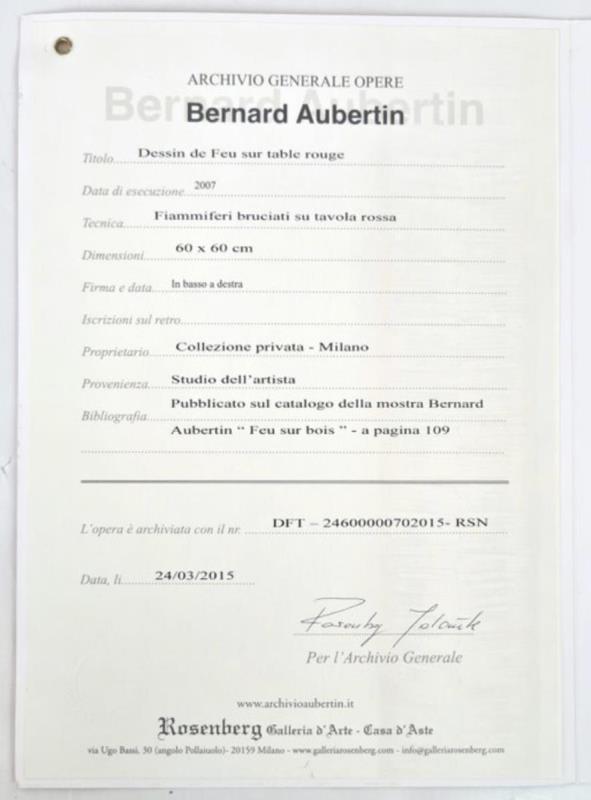 ARCHIVIO GENERALE OPERE
Bernard Aubertin
Bernard Aubertin
Titolo Dessin de Feu sur table rouge
Data di esecuzione 2007
Tecnica Fiammiferi bruciati su tavola rossa
Dimensioni 60 x 60 cm
Firma e data In basso a destra
Iscrizioni sul retro
Proprietario Collezione privata - Milano
Provenienza Studio dell'artista
Bibliografia Pubblicato sul catalogo della mostra Bernard
Aubertin " Feu sur bois " - a pagina 109
L'opera è archiviata con il nr. DFT – 24600000702015- RSN
Data, li 24/03/2015
Rosenberg Jolanta
Per l'Archivio Generale
www.archivioaubertin.it
Rosenberg Galleria d'Arte - Casa d'Aste
via Ugo Bassi, 30 (angolo Pollaiuolo)- 20159 Milano - www.galleriarosenberg.com - info@galleriarosenberg.com